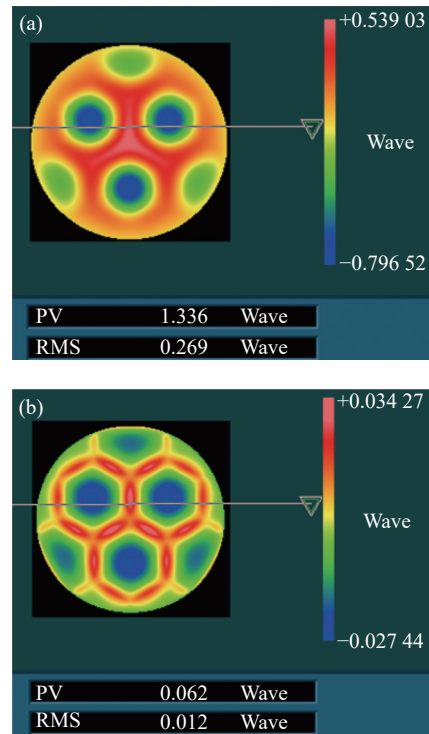 (a)
+0.539 03
Wave
−0.796 52
PV 1.336 Wave
RMS 0.269 Wave
(b)
+0.034 27
Wave
−0.027 44
PV 0.062 Wave
RMS 0.012 Wave